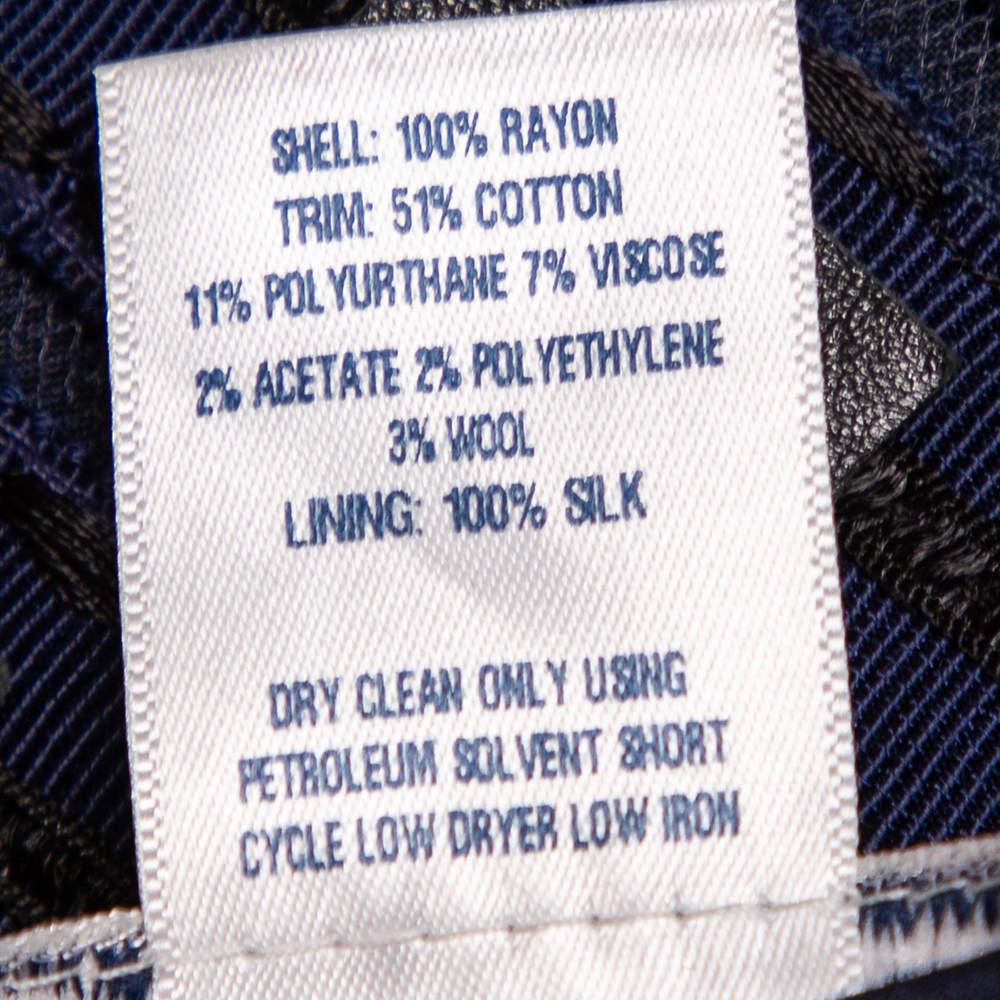 SHELL: 100% RAYON
TRIM: 51% COTTON
11% POLYURTHANE 7% VISCOSE
2% ACETATE 2% POLYETHYLENE
3% WOOL
LINING: 100% SILK
DRY CLEAN ONLY USING
PETROLEUM SOLVENT SHORT
CYCLE LOW DRYER LOW IRON